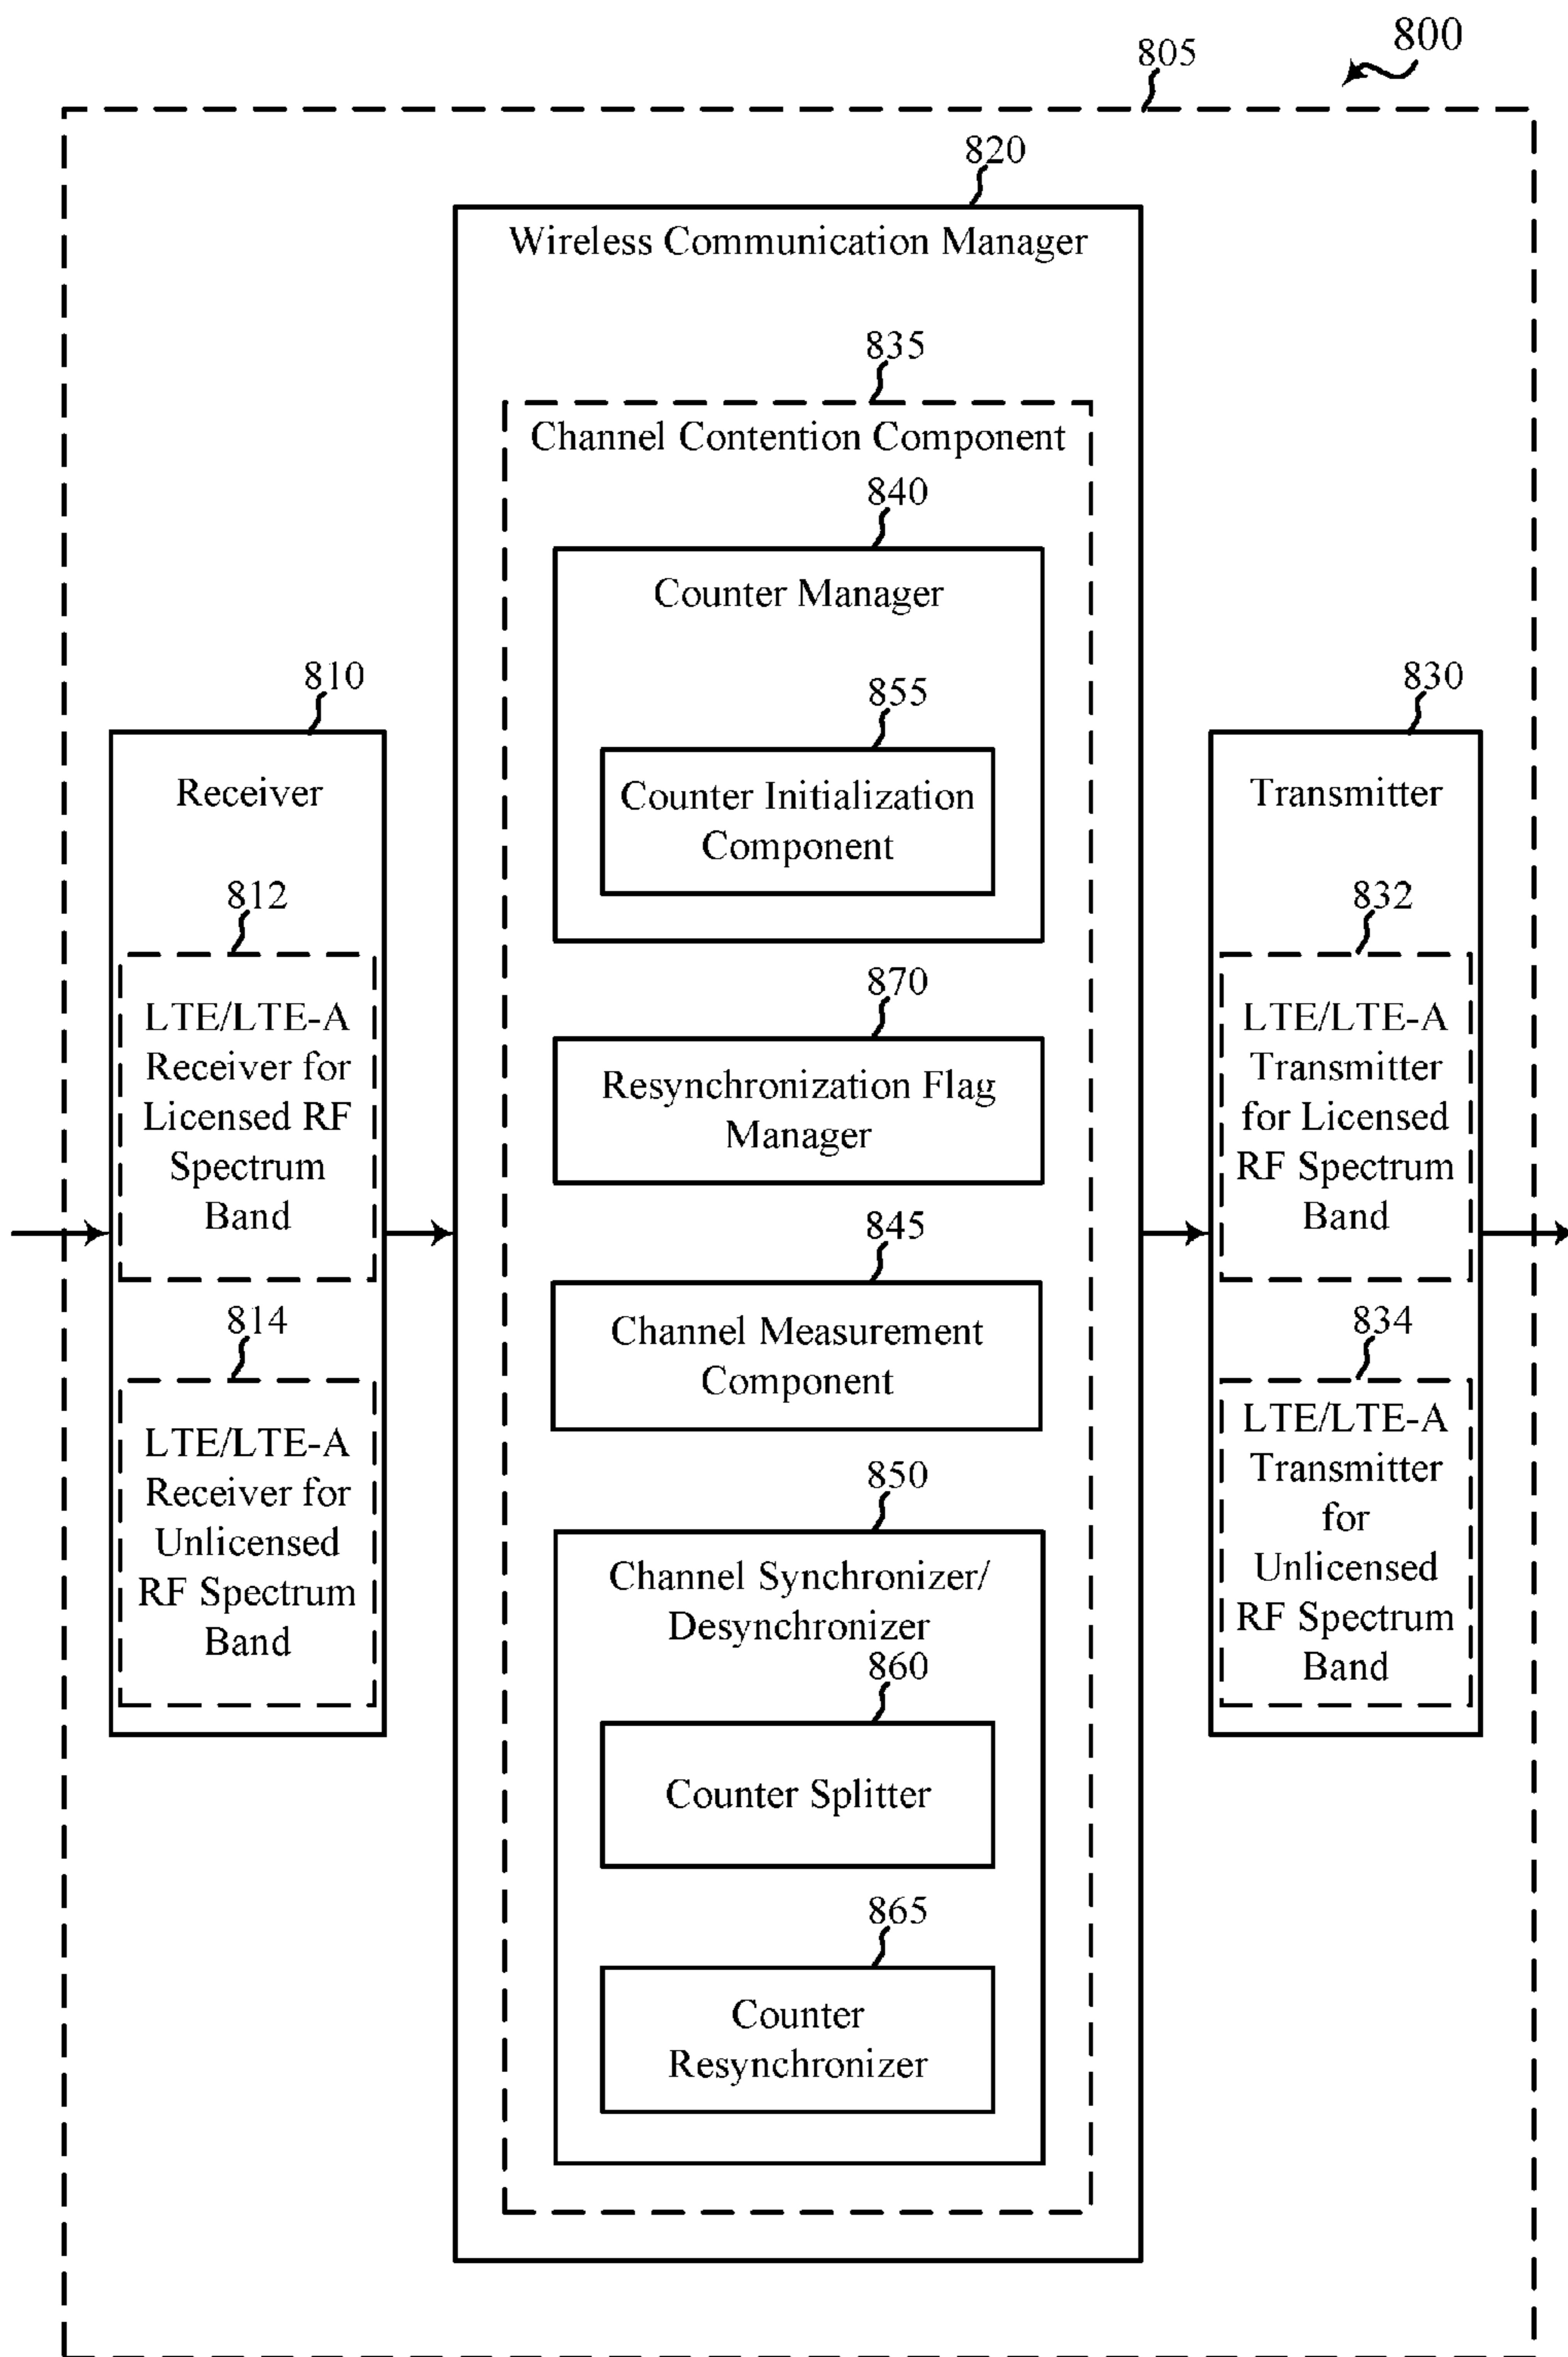 800
805
820
Wireless Communication Manager
835
Channel Contention Component
840
Counter Manager
855
Counter Initialization
Component
870
Resynchronization Flag
Manager
845
Channel Measurement
Component
850
Channel Synchronizer/
Desynchronizer
860
Counter Splitter
865
Counter
Resynchronizer
810
Receiver
812
LTE/LTE-A
Receiver for
Licensed RF
Spectrum
Band
814
LTE/LTE-A
Receiver for
Unlicensed
RF Spectrum
Band
830
Transmitter
832
LTE/LTE-A
Transmitter
for Licensed
RF Spectrum
Band
834
LTE/LTE-A
Transmitter
for
Unlicensed
RF Spectrum
Band